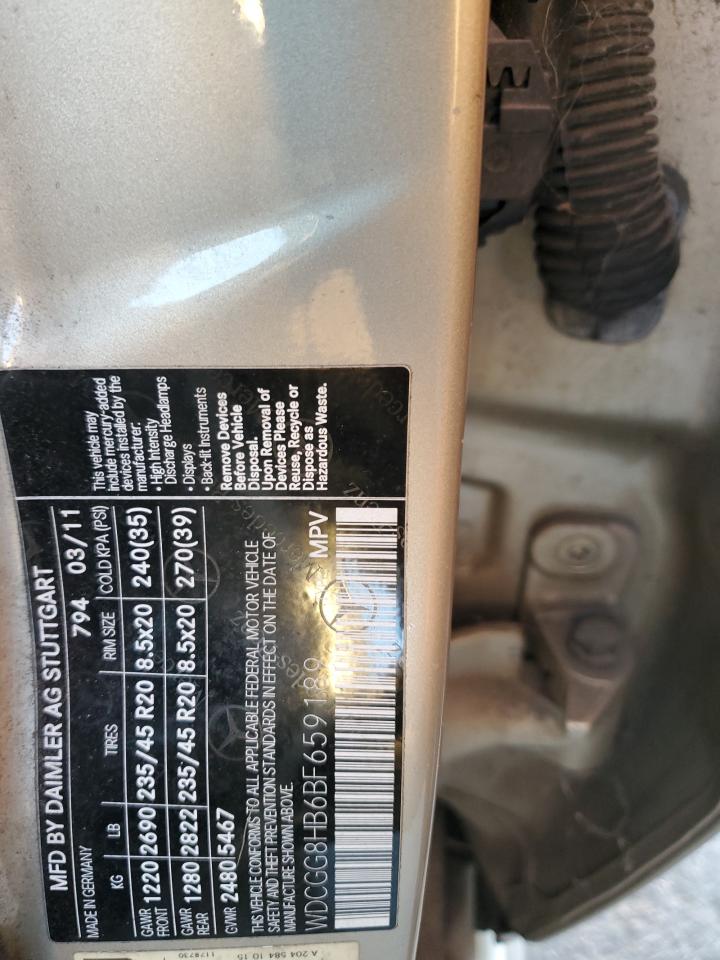 MFD BY DAIMLER AG STUTTGART
MADE IN GERMANY 794 03/11
KG LB TIRES RIM SIZE COLD KPA (PSI)
GAWR FRONT 1220 2690 235/45 R20 8.5x20 240(35)
GAWR REAR 1280 2822 235/45 R20 8.5x20 270(39)
GVWR 2480 5467
THIS VEHICLE CONFORMS TO ALL APPLICABLE FEDERAL MOTOR VEHICLE
SAFETY AND THEFT PREVENTION STANDARDS IN EFFECT ON THE DATE OF
MANUFACTURE SHOWN ABOVE.
MPV
WDCGG8HB6BF659189
This vehicle may
include mercury-added
devices installed by the
manufacturer:
• High Intensity
Discharge Headlamps
• Displays
• Back-lit Instruments
Remove Devices
Before Vehicle
Disposal.
Upon Removal of
Devices Please
Reuse, Recycle or
Dispose as
Hazardous Waste.
A 204 584 10 15